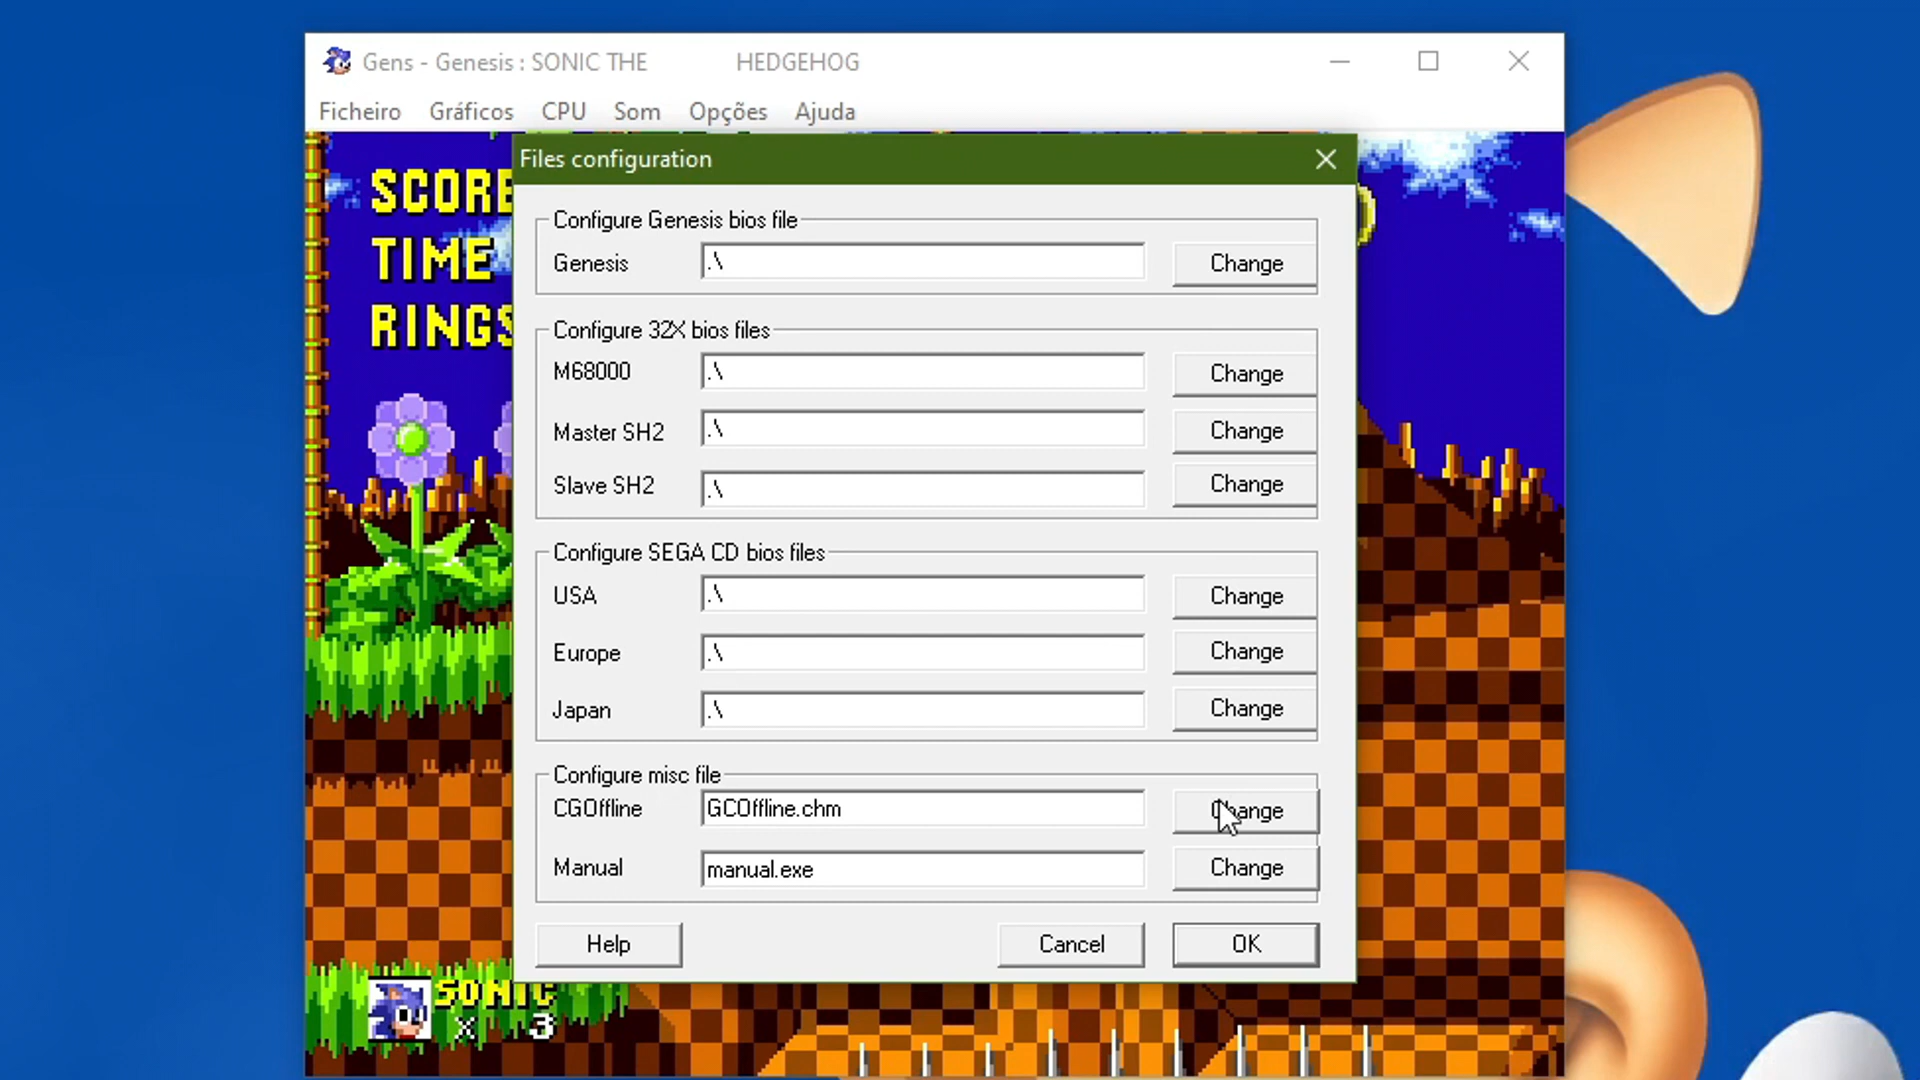 Gens - Genesis : SONIC THE HEDGEHOG
Ficheiro Gráficos CPU Som Opções Ajuda
Files configuration
SCORE
TIME
RINGS
Configure Genesis bios file
Genesis .\ Change
Configure 32X bios files
M68000 .\ Change
Master SH2 .\ Change
Slave SH2 .\ Change
Configure SEGA CD bios files
USA .\ Change
Europe .\ Change
Japan .\ Change
Configure misc file
CGOffline GCOffline.chm Change
Manual manual.exe Change
Help Cancel OK
SONIC
X 3